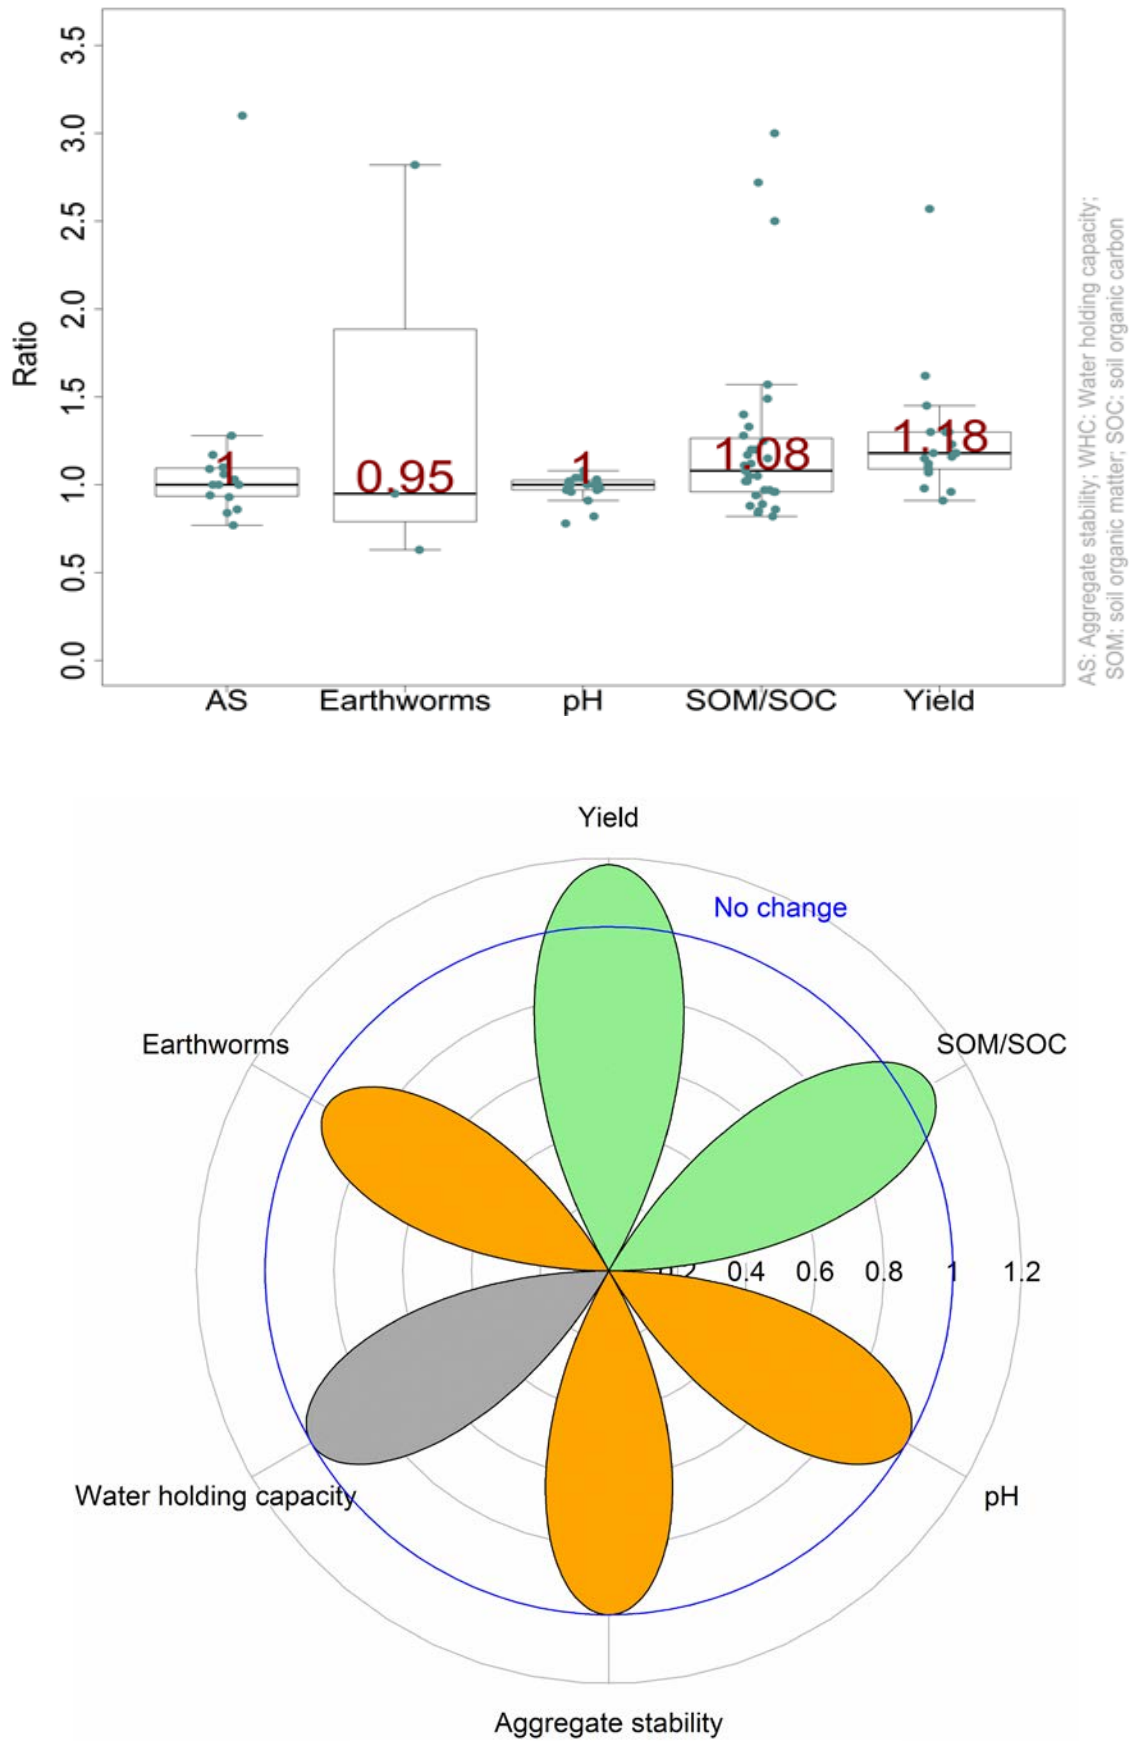 3.5
3.0
2.5
2.0
1.5
1.0
0.5
0.0
Ratio
1
0.95
1
1.08
1.18
AS
Earthworms
pH
SOM/SOC
Yield
AS: Aggregate stability; WHC: Water holding capacity;
SOM: soil organic matter; SOC: soil organic carbon
Yield
No change
Earthworms
SOM/SOC
0.2 0.4 0.6 0.8 1 1.2
Water holding capacity
pH
Aggregate stability